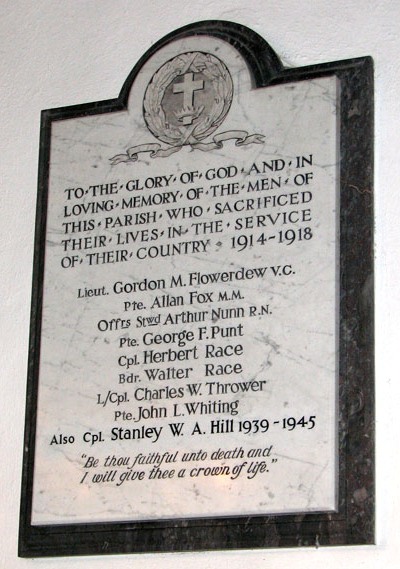 TO·THE·GLORY·OF·GOD·AND·IN
LOVING·MEMORY·OF·THE·MEN·OF
THIS·PARISH·WHO·SACRIFICED
THEIR·LIVES·IN·THE·SERVICE
OF·THEIR·COUNTRY·1914-1918
Lieut. Gordon M. Flowerdew V.C.
Pte. Allan Fox M.M.
Offrs Stwd Arthur Nunn R.N.
Pte. George F. Punt
Cpl. Herbert Race
Bdr. Walter Race
L/Cpl. Charles W. Thrower
Pte. John L. Whiting
Also Cpl. Stanley W. A. Hill 1939-1945
"Be thou faithful unto death and
I will give thee a crown of life."